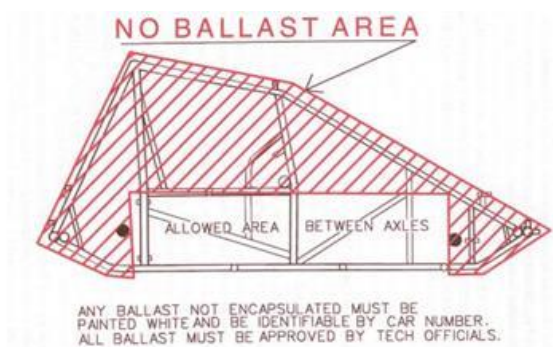 NO BALLAST AREA
ALLOWED AREA
BETWEEN AXLES
ANY BALLAST NOT ENCAPSULATED MUST BE
PAINTED WHITE AND BE IDENTIFIABLE BY CAR NUMBER.
ALL BALLAST MUST BE APPROVED BY TECH OFFICIALS.